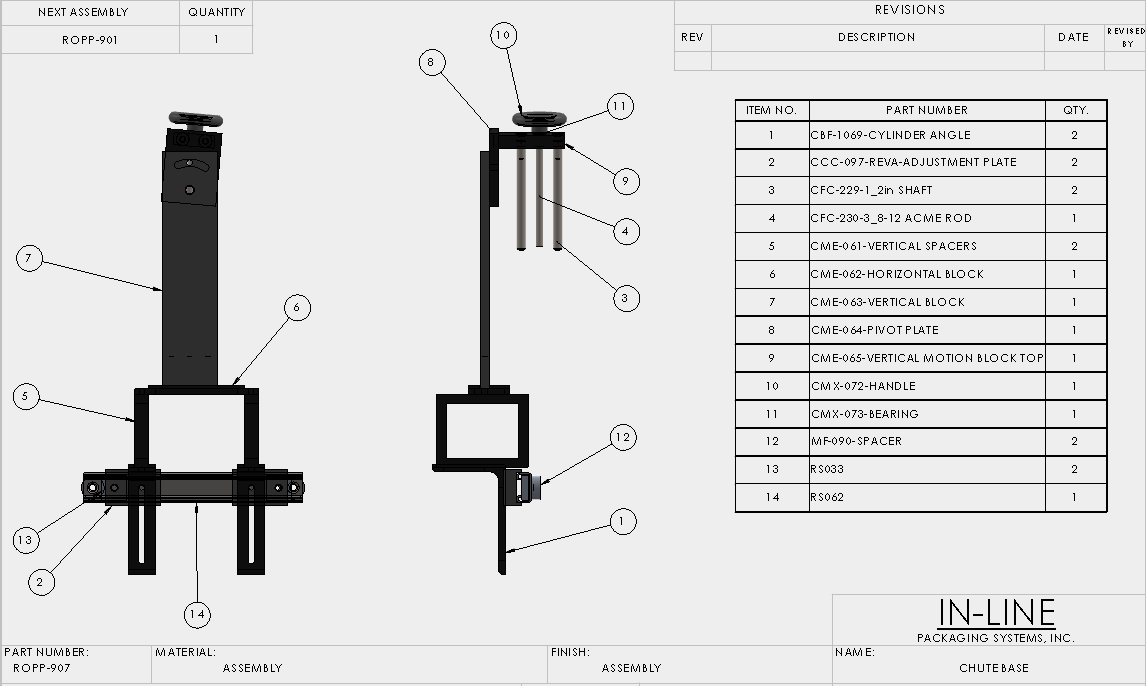 NEXT ASSEMBLY QUANTITY
ROPP-901 1
REVISIONS
REV DESCRIPTION DATE REVISED BY
10
8
11
9
4
3
7
6
5
12
13
1
2
14
ITEM NO. PART NUMBER QTY.
1 CBF-1069-CYLINDER ANGLE 2
2 CCC-097-REVA-ADJUSTMENT PLATE 2
3 CFC-229-1_2in SHAFT 2
4 CFC-230-3_8-12 ACME ROD 1
5 CME-061-VERTICAL SPACERS 2
6 CME-062-HORIZONTAL BLOCK 1
7 CME-063-VERTICAL BLOCK 1
8 CME-064-PIVOT PLATE 1
9 CME-065-VERTICAL MOTION BLOCK TOP 1
10 CMX-072-HANDLE 1
11 CMX-073-BEARING 1
12 MF-090-SPACER 2
13 RS033 2
14 RS062 1
IN-LINE
PACKAGING SYSTEMS, INC.
PART NUMBER: MATERIAL: FINISH: NAME:
ROPP-907 ASSEMBLY ASSEMBLY CHUTE BASE